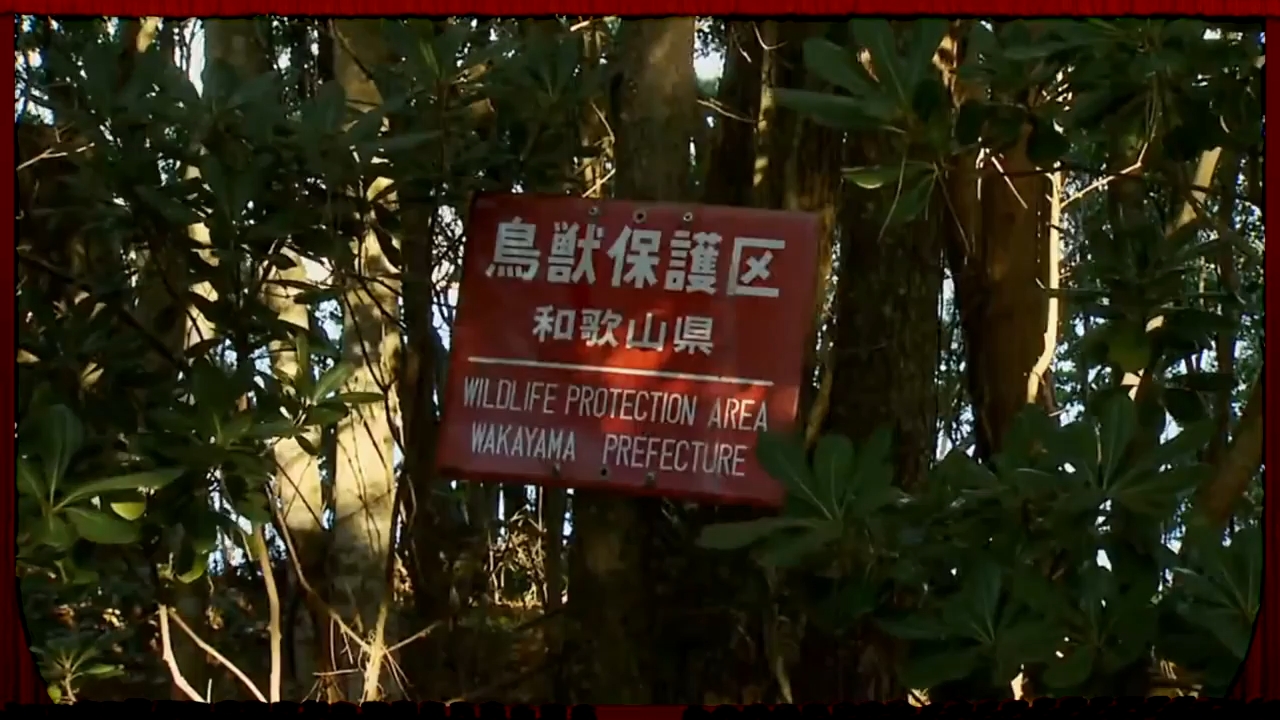 鳥獣保護区
和歌山県
WILDLIFE PROTECTION AREA
WAKAYAMA PREFECTURE